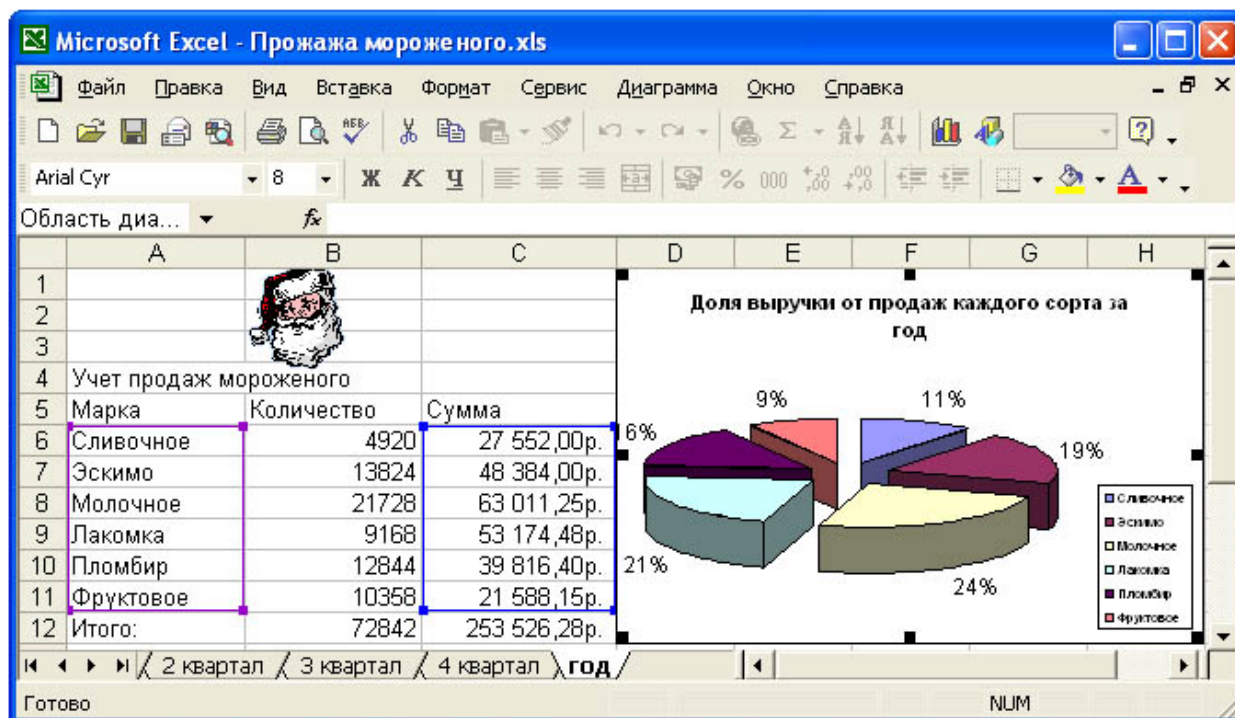 Microsoft Excel - Прожажа мороженого.xls
Файл Правка Вид Вставка Формат Сервис Диаграмма Окно Справка
Arial Cyr 8 Ж К Ч % 000
Область диа... fx
A B C D E F G H
1
2
3
4 Учет продаж мороженого
5 Марка Количество Сумма
6 Сливочное 4920 27 552,00р.
7 Эскимо 13824 48 384,00р.
8 Молочное 21728 63 011,25р.
9 Лакомка 9168 53 174,48р.
10 Пломбир 12844 39 816,40р.
11 Фруктовое 10358 21 588,15р.
12 Итого: 72842 253 526,28р.
Доля выручки от продаж каждого сорта за
год
9% 11%
6% 19%
21% 24%
Сливочное
Эскимо
Молочное
Лакомка
Пломбир
Фруктовое
2 квартал 3 квартал 4 квартал год
Готово NUM